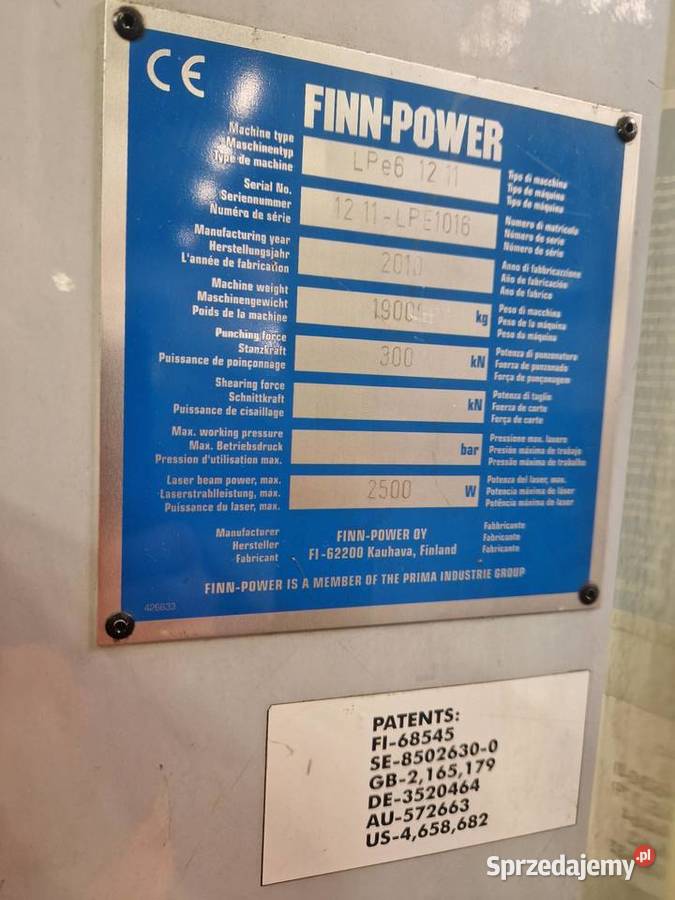 CE
FINN-POWER
Machine type
Maschinentyp
Type de machine
LPe6 12 11
Tipo di macchina
Tipo de máquina
Tipo de máquina
Serial No.
Seriennummer
Numéro de série
12 11-LPE1016
Numero di matricola
Número de serie
Número de série
Manufacturing year
Herstellungsjahr
L'année de fabrication
2010
Anno di fabbricazione
Año de fabricación
Ano de fabrico
Machine weight
Maschinengewicht
Poids de la machine
19000 kg
Peso di macchina
Peso de la máquina
Peso da máquina
Punching force
Stanzkraft
Puissance de poinçonnage
300 kN
Potenza di punzonatura
Fuerza de punzonado
Força de punçonagem
Shearing force
Schnittkraft
Puissance de cisaillage
kN
Potenza di taglio
Fuerza de corte
Força de corte
Max. working pressure
Max. Betriebsdruck
Pression d'utilisation max.
bar
Pressione max. lavoro
Presión máxima de trabajo
Pressão máxima de trabalho
Laser beam power, max.
Laserstrahlleistung, max.
Puissance du laser, max.
2500 W
Potenza del laser, max.
Potencia máxima de láser
Potência máxima de laser
Manufacturer
Hersteller
Fabricant
FINN-POWER OY
FI-62200 Kauhava, Finland
Fabbricante
Fabricante
Fabricante
FINN-POWER IS A MEMBER OF THE PRIMA INDUSTRIE GROUP
426633
PATENTS:
FI-68545
SE-8502630-0
GB-2,165,179
DE-3520464
AU-572663
US-4,658,682
Sprzedajemy.pl